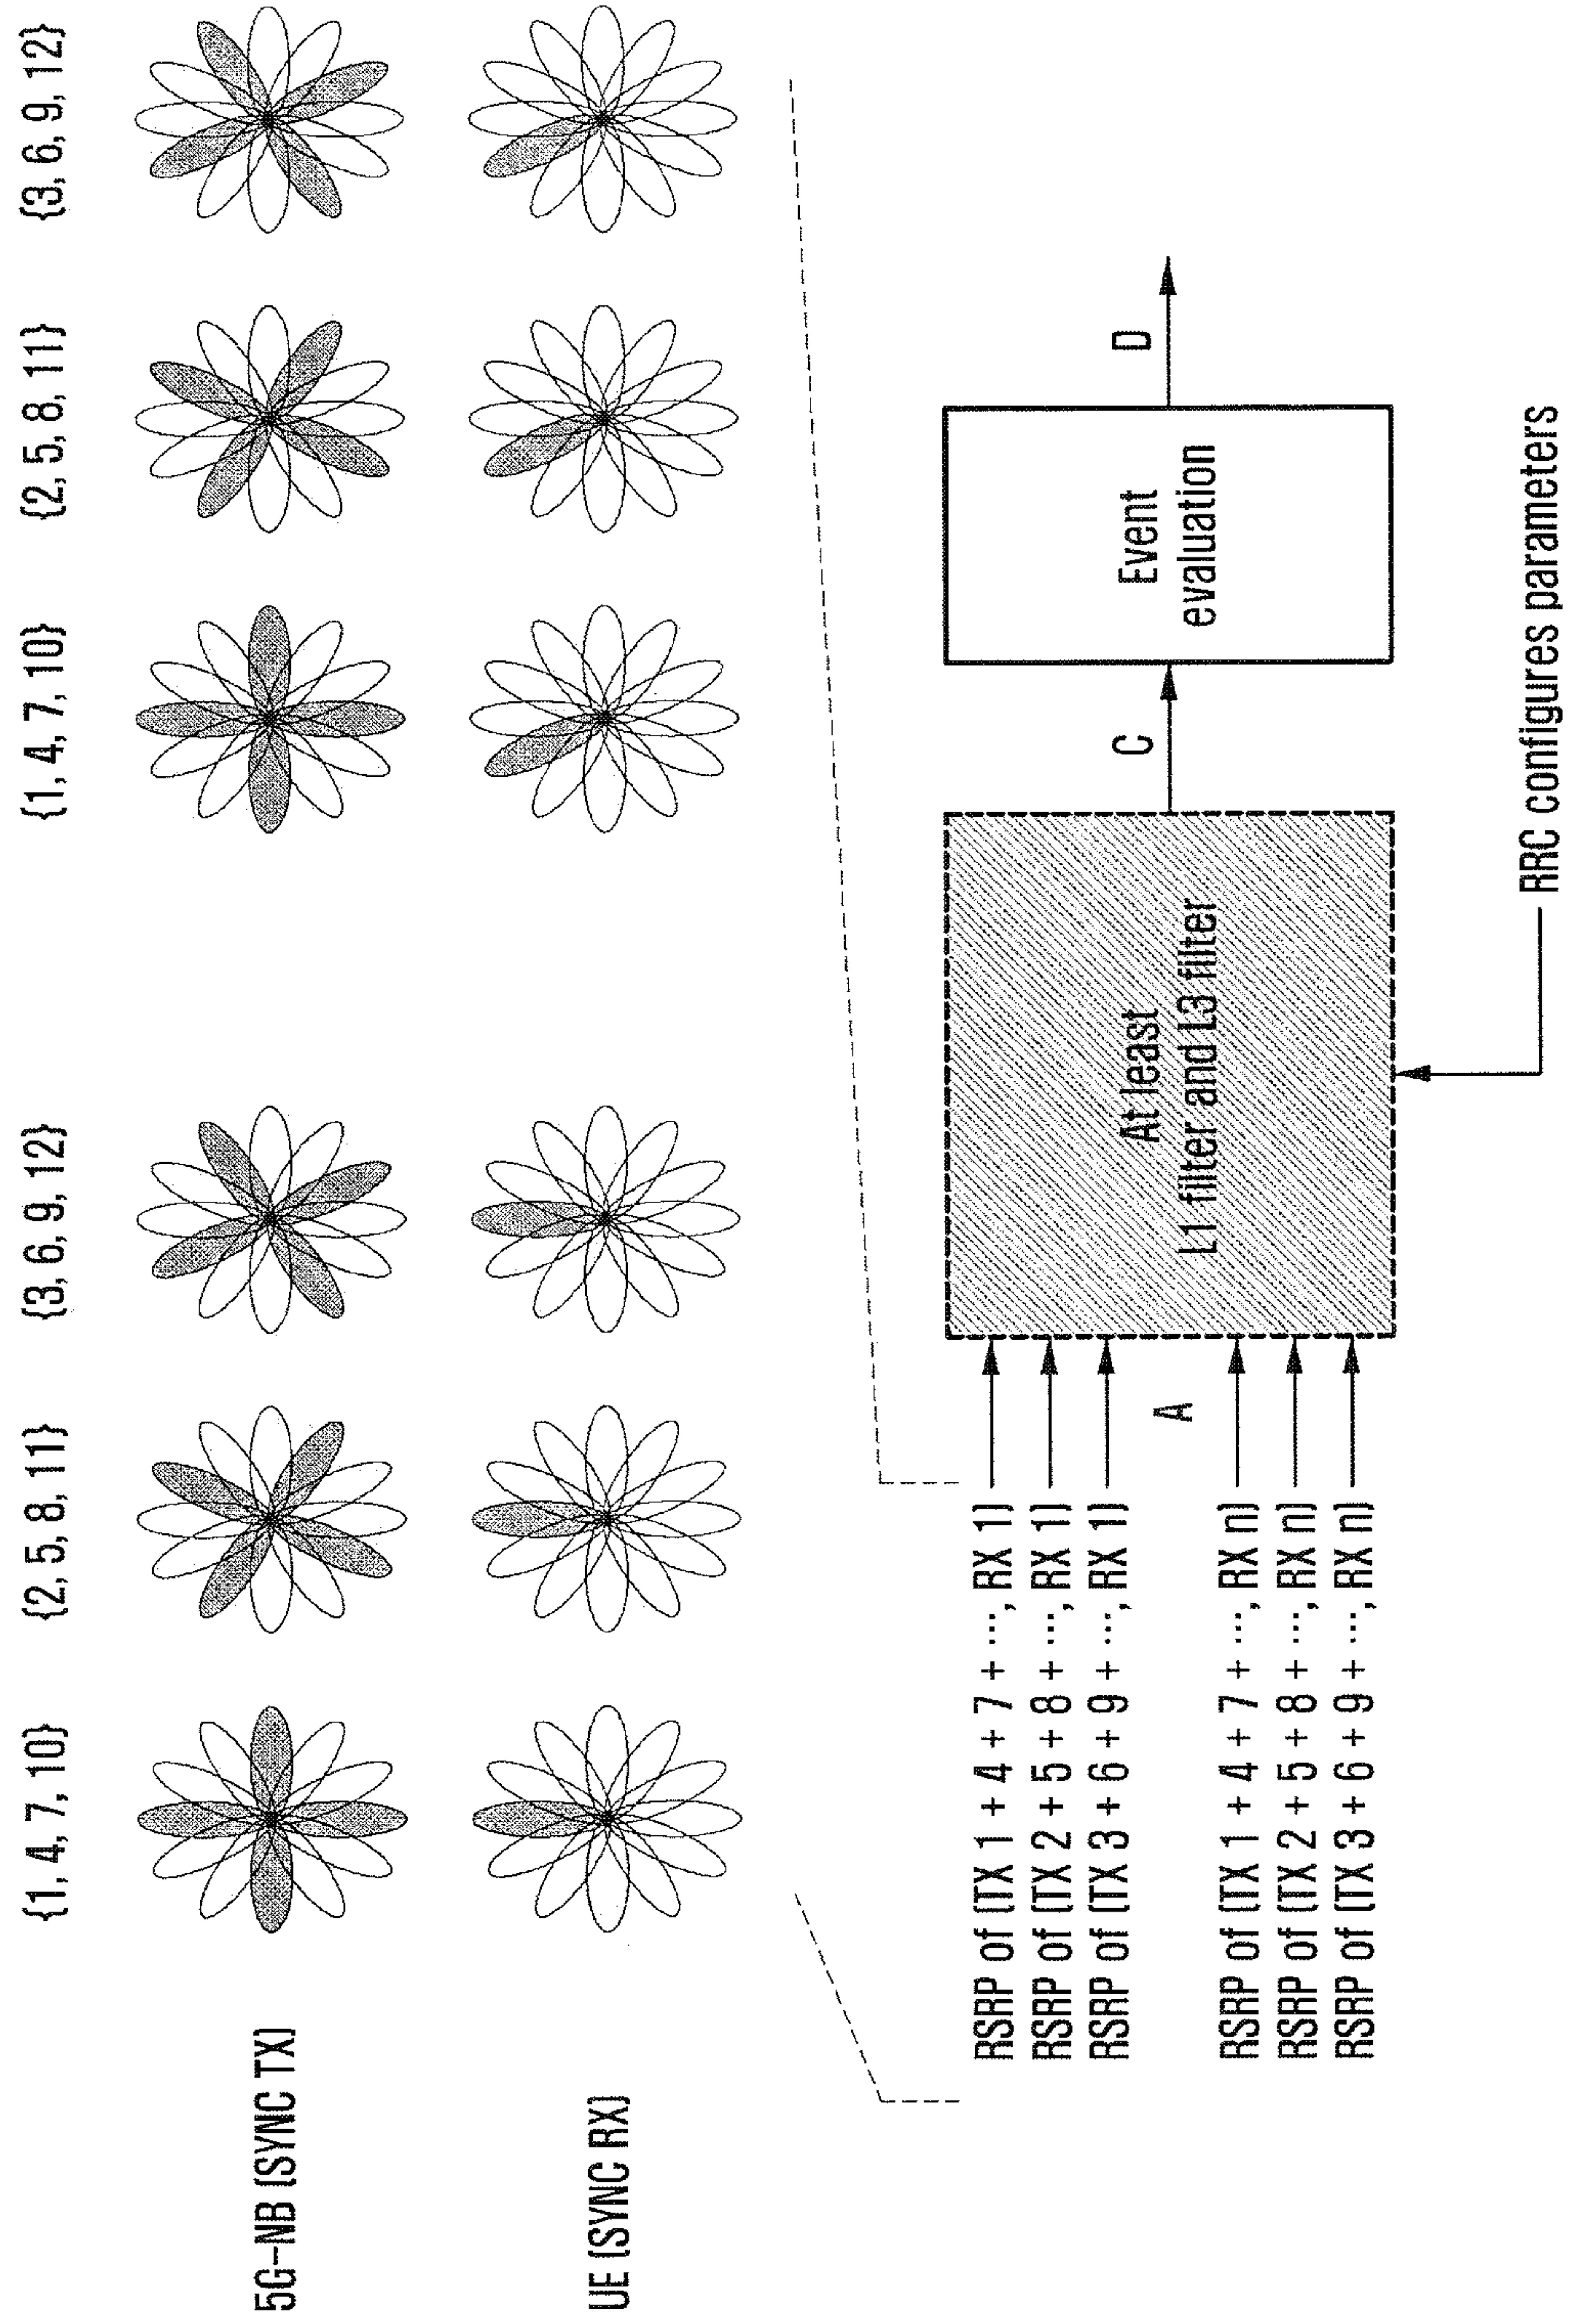 {1, 4, 7, 10}
{2, 5, 8, 11}
{3, 6, 9, 12}
{1, 4, 7, 10}
{2, 5, 8, 11}
{3, 6, 9, 12}
5G-NB (SYNC TX)
UE (SYNC RX)
RSRP of (TX 1 + 4 + 7 + ···, RX 1)
RSRP of (TX 2 + 5 + 8 + ···, RX 1)
RSRP of (TX 3 + 6 + 9 + ···, RX 1)
A
RSRP of (TX 1 + 4 + 7 + ···, RX n)
RSRP of (TX 2 + 5 + 8 + ···, RX n)
RSRP of (TX 3 + 6 + 9 + ···, RX n)
At least
L1 filter and L3 filter
C
Event
evaluation
D
RRC configures parameters